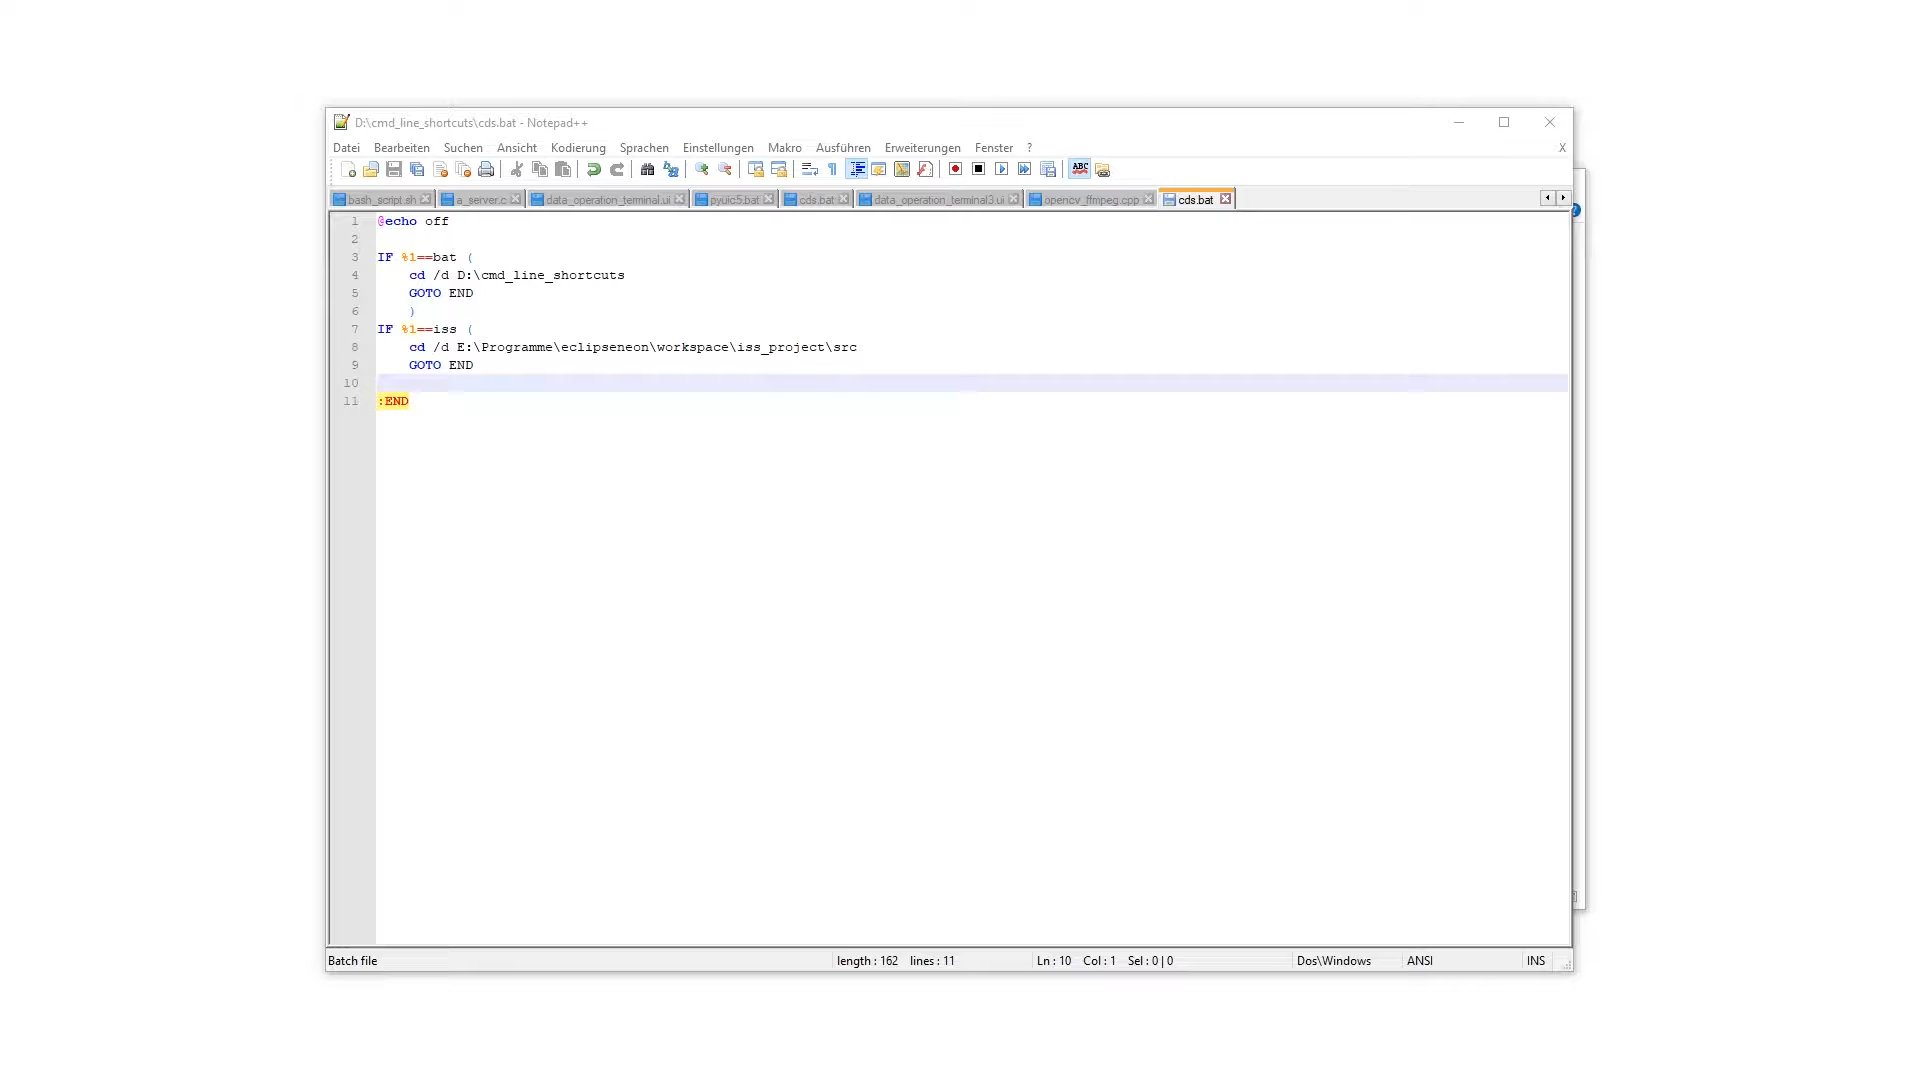 D:\cmd_line_shortcuts\cds.bat - Notepad++
Datei Bearbeiten Suchen Ansicht Kodierung Sprachen Einstellungen Makro Ausführen Erweiterungen Fenster ? X
bash_script.sh a_server.c data_operation_terminal.ui pyuic5.bat cds.bat data_operation_terminal3.ui opencv_ffmpeg.cpp cds.bat
1 @echo off
2
3 IF %1==bat (
4 cd /d D:\cmd_line_shortcuts
5 GOTO END
6 )
7 IF %1==iss (
8 cd /d E:\Programme\eclipseneon\workspace\iss_project\src
9 GOTO END
10
11 :END
Batch file length : 162 lines : 11 Ln : 10 Col : 1 Sel : 0 | 0 Dos\Windows ANSI INS